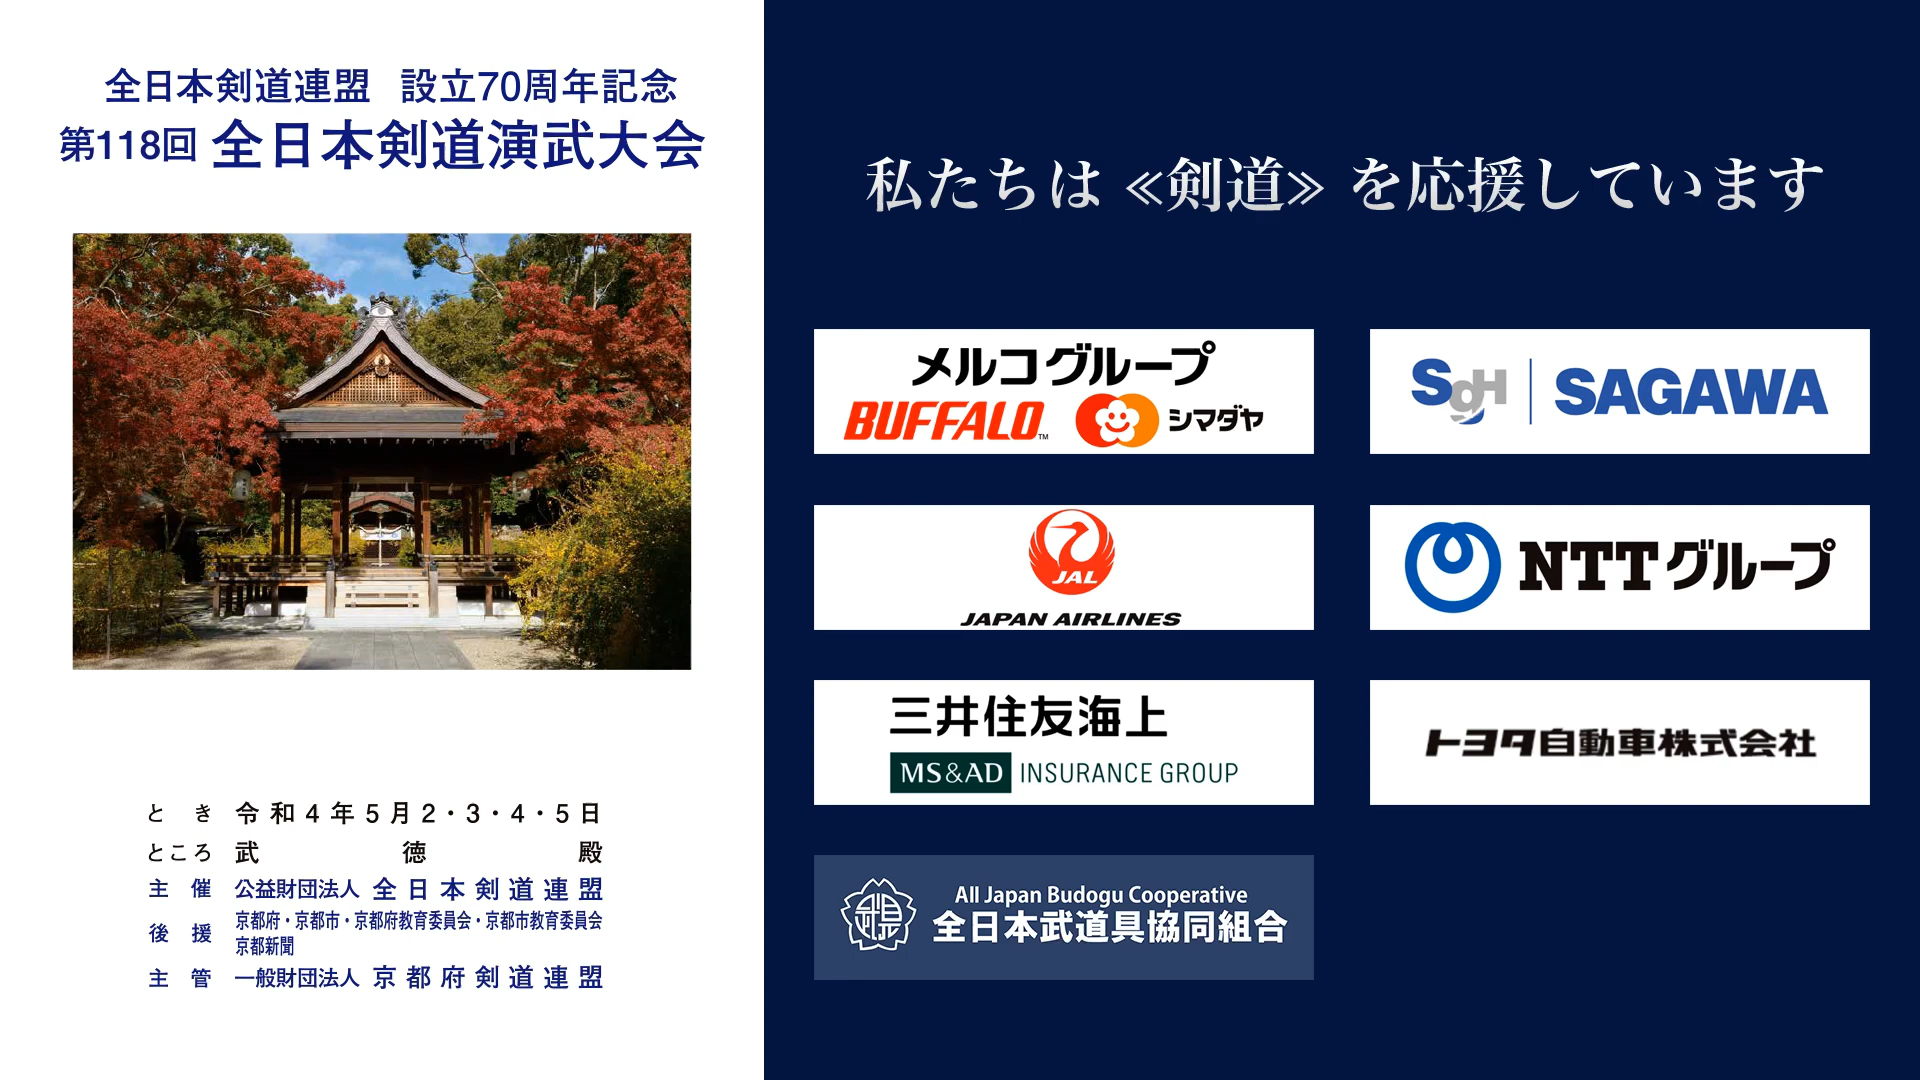 全日本剣道連盟 設立70周年記念
第118回 全日本剣道演武大会
とき 令和4年5月2・3・4・5日
ところ 武徳殿
主催 公益財団法人 全日本剣道連盟
後援 京都府・京都市・京都府教育委員会・京都市教育委員会
京都新聞
主管 一般財団法人 京都府剣道連盟
私たちは ≪剣道≫ を応援しています
メルコグループ
BUFFALO™ シマダヤ
SGH SAGAWA
JAL
JAPAN AIRLINES
NTTグループ
三井住友海上
MS&AD INSURANCE GROUP
トヨタ自動車株式会社
All Japan Budogu Cooperative
全日本武道具協同組合